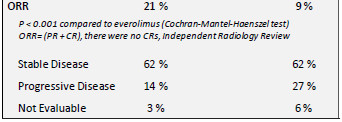 ORR 21 % 9 %
P < 0.001 compared to everolimus (Cochran-Mantel-Haenszel test)
ORR= (PR + CR), there were no CRs, Independent Radiology Review
Stable Disease 62 % 62 %
Progressive Disease 14 % 27 %
Not Evaluable 3 % 6 %